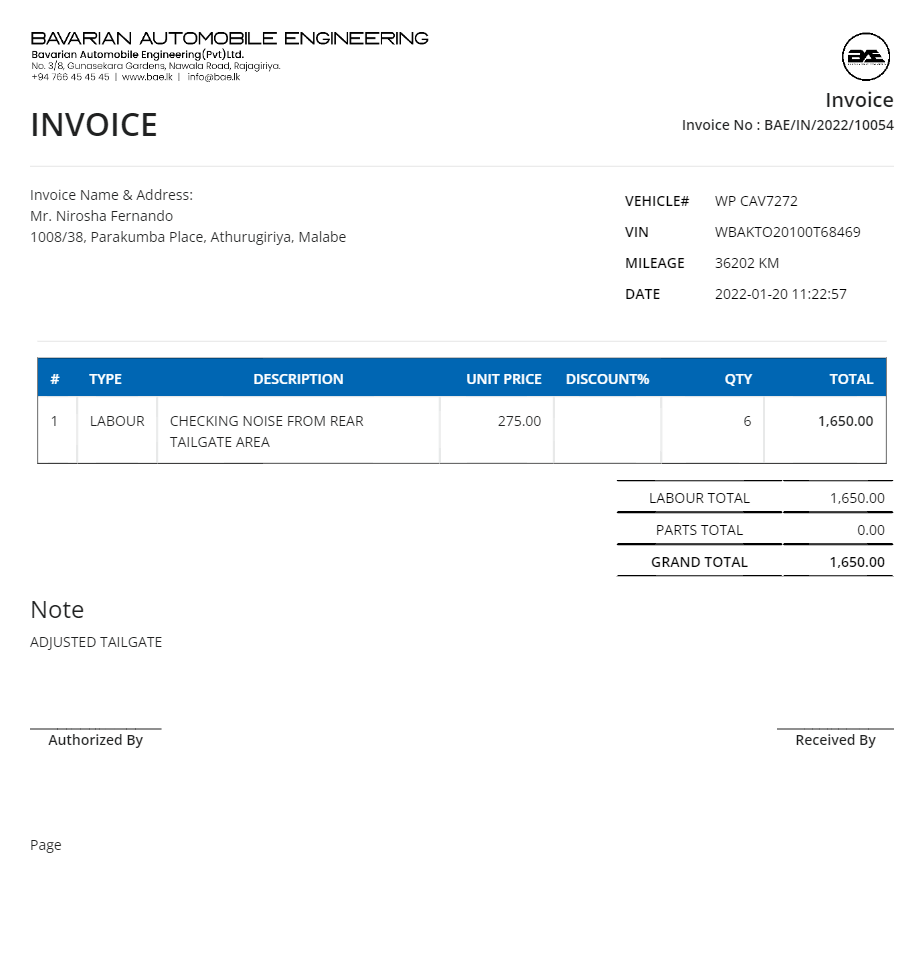 BAVARIAN AUTOMOBILE ENGINEERING
Bavarian Automobile Engineering(Pvt)Ltd.
No. 3/8, Gunasekara Gardens, Nawala Road, Rajagiriya.
+94 766 45 45 45 | www.bae.lk | info@bae.lk
BAE
Invoice
INVOICE
Invoice No : BAE/IN/2022/10054
Invoice Name & Address:
Mr. Nirosha Fernando
1008/38, Parakumba Place, Athurugiriya, Malabe
VEHICLE# WP CAV7272
VIN WBAKTO20100T68469
MILEAGE 36202 KM
DATE 2022-01-20 11:22:57
# TYPE DESCRIPTION UNIT PRICE DISCOUNT% QTY TOTAL
1 LABOUR CHECKING NOISE FROM REAR 275.00 6 1,650.00
TAILGATE AREA
LABOUR TOTAL 1,650.00
PARTS TOTAL 0.00
GRAND TOTAL 1,650.00
Note
ADJUSTED TAILGATE
Authorized By Received By
Page